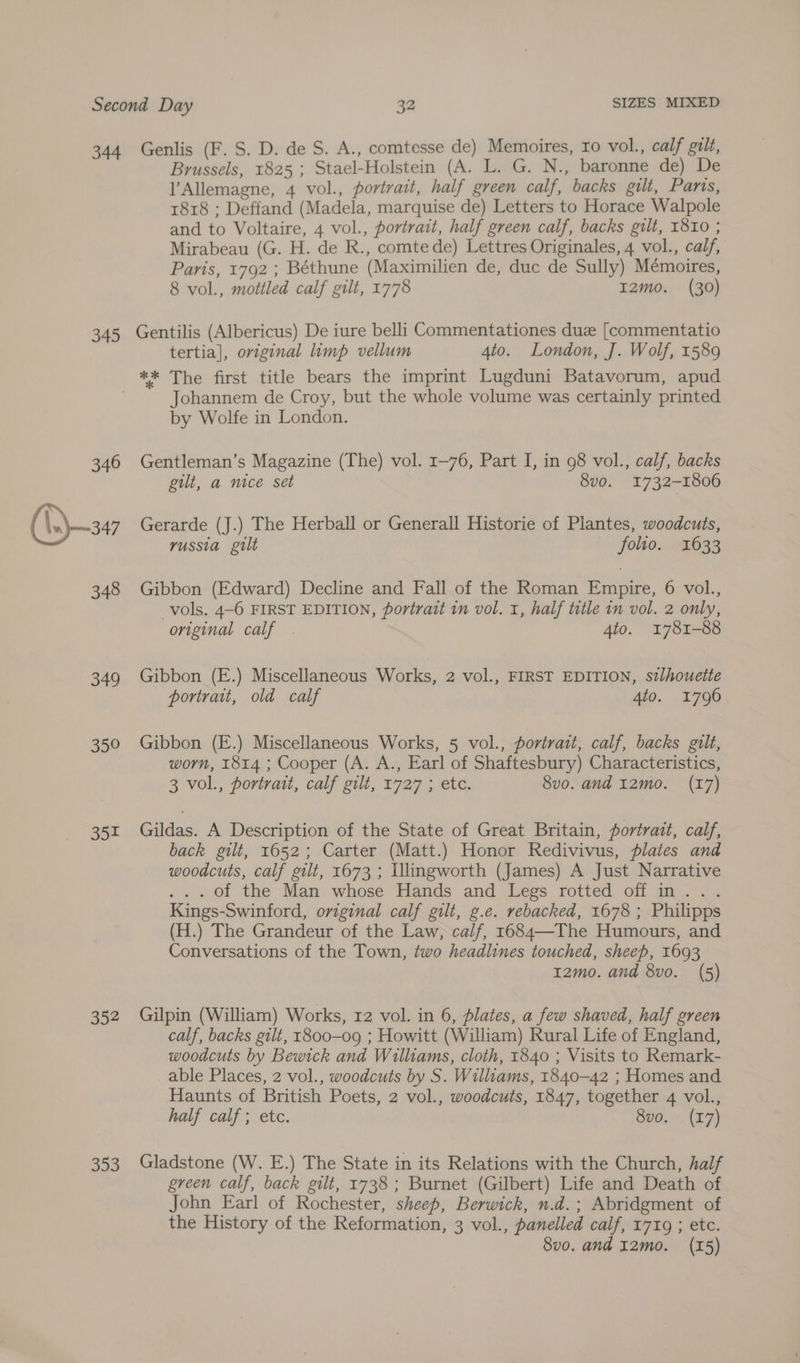 Second Day 32 SIZES MIXED
344 Genlis (F. S. D. de S. A., comtesse de) Memoires, 10 vol., calf gilt,
Brussels, 1825 ; Stael-Holstein (A. L. G. N., baronne de) De
l'Allemagne, 4 vol., portrait, half green calf, backs gilt, Paris,
1818 ; Deffand (Madela, marquise de) Letters to Horace Walpole
and to Voltaire, 4 vol., portrait, half green calf, backs gilt, 1810 ;
Mirabeau (G. H. de R., comte de) Lettres Originales, 4 vol., calf,
Paris, 1792 ; Béthune (Maximilien de, duc de Sully) Mémoires,
8 vol., mottled calf gilt, 1778 12mo. (30)
345 Gentilis (Albericus) De iure belli Commentationes duæ [commentatio
tertia], original limp vellum 4to. London, J. Wolf, 1589
*** The first title bears the imprint Lugduni Batavorum, apud
Johannem de Croy, but the whole volume was certainly printed
by Wolfe in London.
346 Gentleman's Magazine (The) vol. 1–76, Part I, in 98 vol., calf, backs
gilt, a nice set 8vo. 1732–1806
347 Gerarde (J.) The Herball or Generall Historie of Plantes, woodcuts,
russia gilt folio. 1633
348 Gibbon (Edward) Decline and Fall of the Roman Empire, 6 vol.,
vols. 4–6 FIRST EDITION, portrait in vol. 1, half title in vol. 2 only,
original calf 4to. 1781–88
349 Gibbon (E.) Miscellaneous Works, 2 vol., FIRST EDITION, silhouette
portrait, old calf 4to. 1796
350 Gibbon (E.) Miscellaneous Works, 5 vol., portrait, calf, backs gilt,
worn, 1814 ; Cooper (A. A., Earl of Shaftesbury) Characteristics,
3 vol., portrait, calf gilt, 1727 ; etc. 8vo. and 12mo. (17)
351 Gildas. A Description of the State of Great Britain, portrait, calf,
back gilt, 1652 ; Carter (Matt.) Honor Redivivus, plates and
woodcuts, calf gilt, 1673 ; Illingworth (James) A Just Narrative
. . . of the Man whose Hands and Legs rotted off in . . .
Kings-Swinford, original calf gilt, g.e. rebacked, 1678 ; Philipps
(H.) The Grandeur of the Law, calf, 1684—The Humours, and
Conversations of the Town, two headlines touched, sheep, 1693
12mo. and 8vo. (5)
352 Gilpin (William) Works, 12 vol. in 6, plates, a few shaved, half green
calf, backs gilt, 1800–09 ; Howitt (William) Rural Life of England,
woodcuts by Bewick and Williams, cloth, 1840 ; Visits to Remark-
able Places, 2 vol., woodcuts by S. Williams, 1840–42 ; Homes and
Haunts of British Poets, 2 vol., woodcuts, 1847, together 4 vol.,
half calf ; etc. 8vo. (17)
353 Gladstone (W. E.) The State in its Relations with the Church, half
green calf, back gilt, 1738 ; Burnet (Gilbert) Life and Death of
John Earl of Rochester, sheep, Berwick, n.d. ; Abridgment of
the History of the Reformation, 3 vol., panelled calf, 1719 ; etc.
8vo. and 12mo. (15)